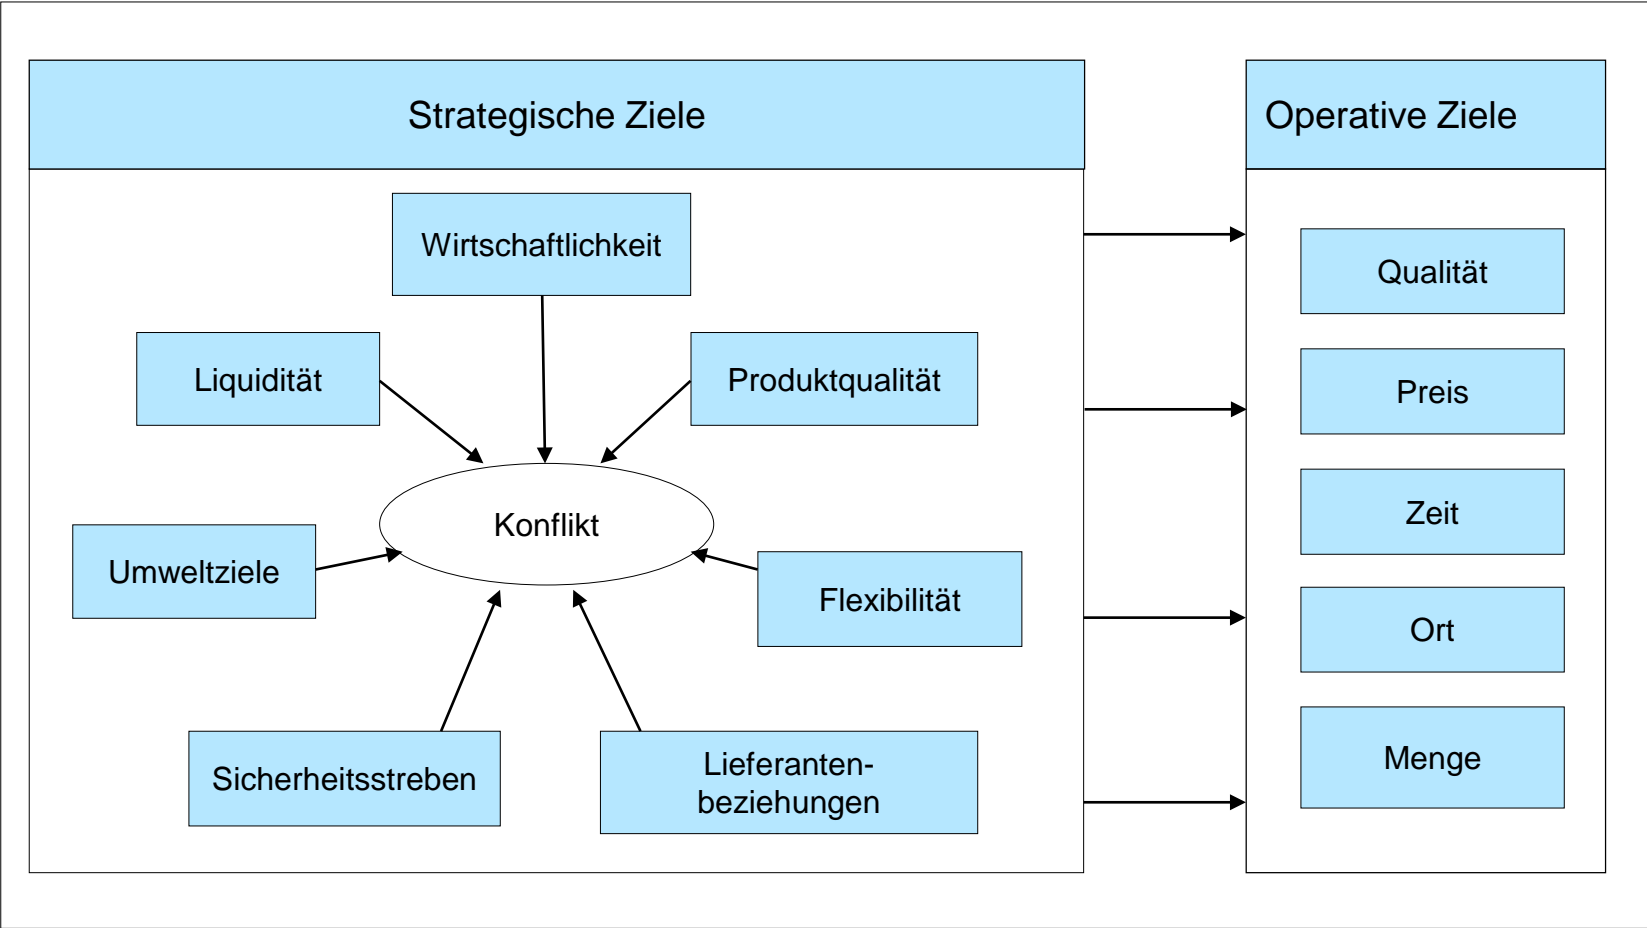 Strategische Ziele
Operative Ziele
Wirtschaftlichkeit
Liquidität
Produktqualität
Konflikt
Umweltziele
Flexibilität
Sicherheitsstreben
Lieferanten-
beziehungen
Qualität
Preis
Zeit
Ort
Menge